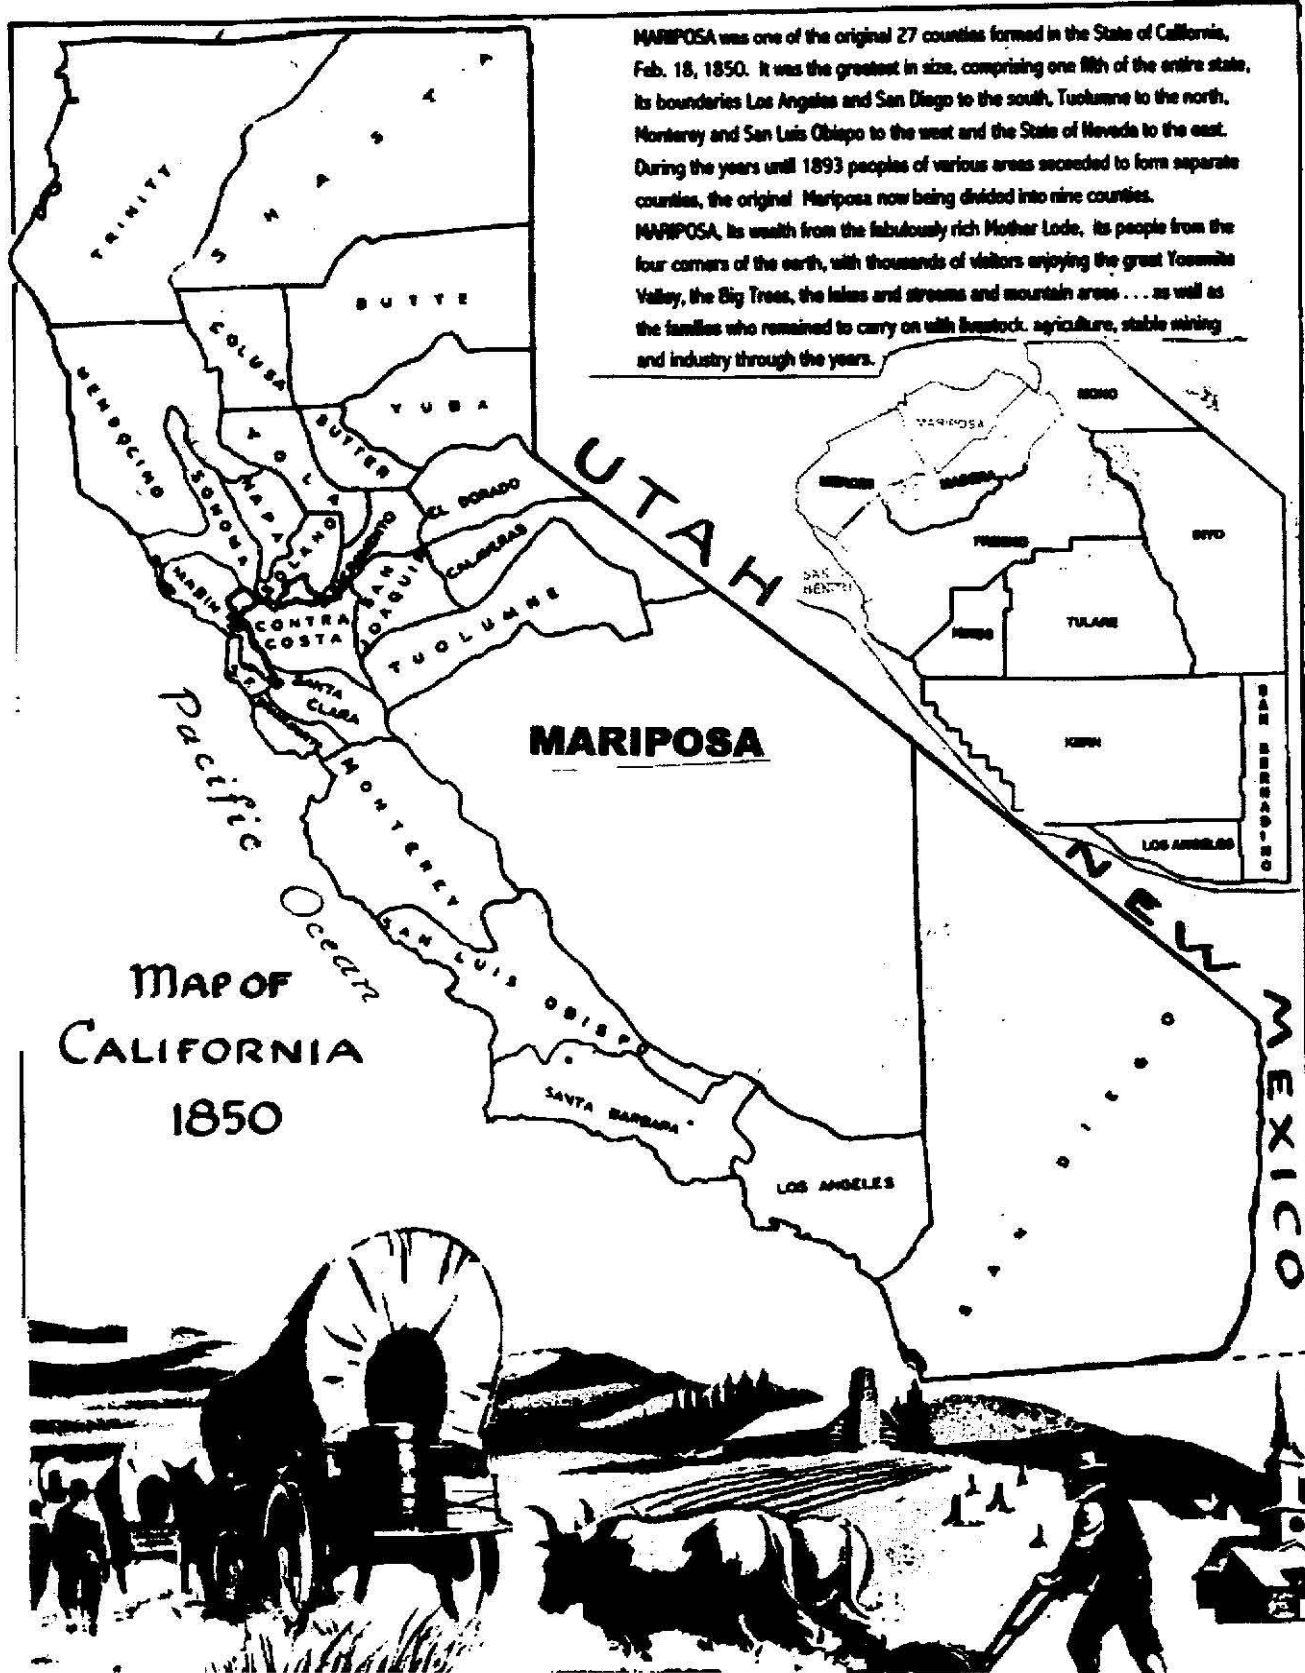 MARIPOSA was one of the original 27 counties formed in the State of California,
Feb. 18, 1850. It was the greatest in size, comprising one fifth of the entire state,
its boundaries Los Angeles and San Diego to the south, Tuolumne to the north,
Monterey and San Luis Obispo to the west and the State of Nevada to the east.
During the years until 1893 peoples of various areas seceeded to form separate
counties, the original Mariposa now being divided into nine counties.
MARIPOSA, its wealth from the fabulously rich Mother Lode, its people from the
four corners of the earth, with thousands of visitors enjoying the great Yosemite
Valley, the Big Trees, the lakes and streams and mountain areas . . . as well as
the families who remained to carry on with livestock, agriculture, stable mining
and industry through the years.
TRINITY
SHASTA
BUTTE
COLUSA
YUBA
MENDOCINO
YOLA
SUTTER
SONOMA
NAPA
SOLANO
EL DORADO
CALAVERAS
MARIN
SAN
JOAQUIN
CONTRA
COSTA
TUOLUMNE
S.F.
SANTA
CLARA
MONTEREY
SAN LUIS OBISPO
SANTA BARBARA
LOS ANGELES
SAN DIEGO
MARIPOSA
UTAH
NEW MEXICO
Pacific Ocean
MONO
MARIPOSA
MERCED
MADERA
FRESNO
INYO
SAN
BENITO
KINGS
TULARE
KERN
SAN BERNADINO
LOS ANGELES
MAP OF
CALIFORNIA
1850